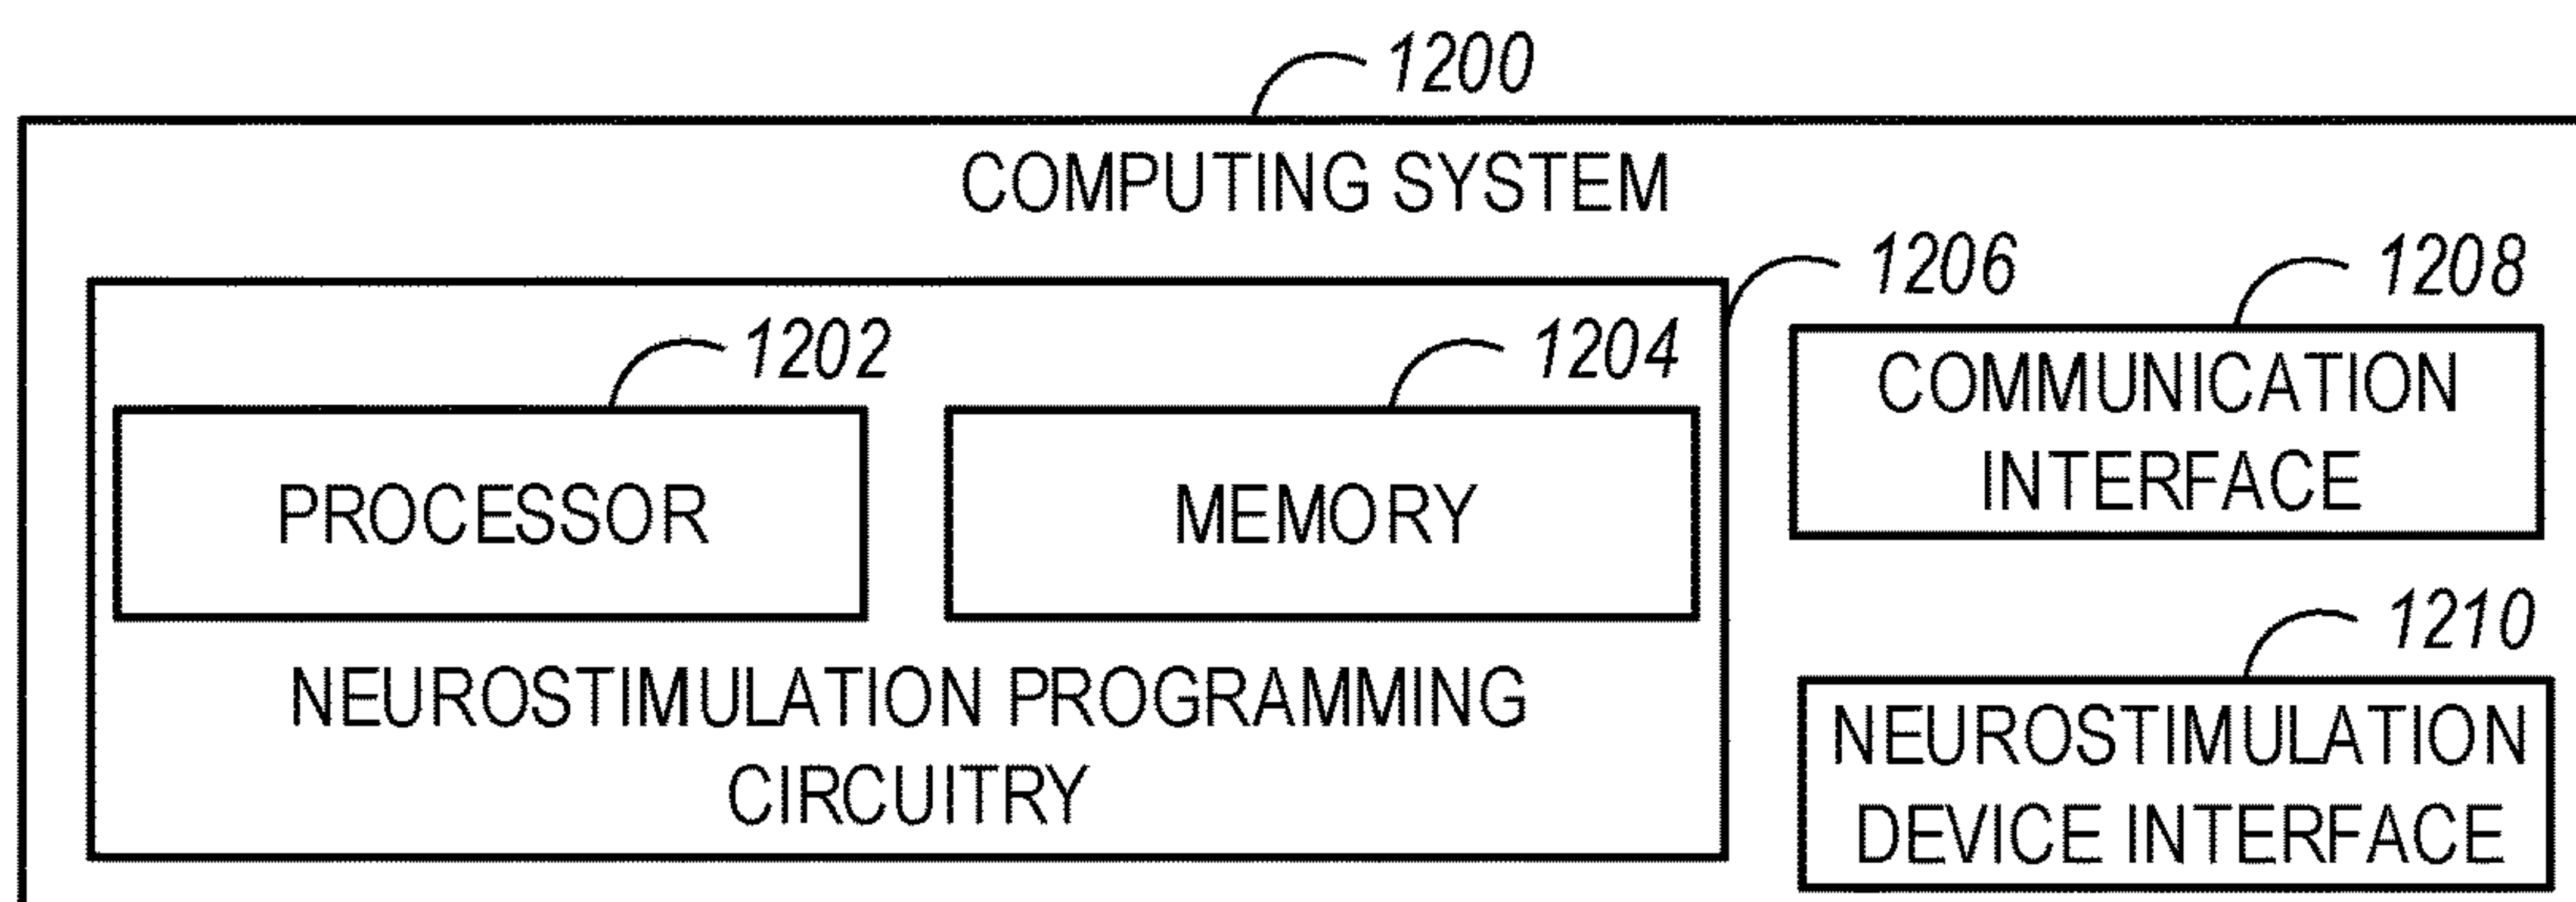 1200
COMPUTING SYSTEM
1206
1208
1202
1204
COMMUNICATION
INTERFACE
PROCESSOR
MEMORY
1210
NEUROSTIMULATION PROGRAMMING
CIRCUITRY
NEUROSTIMULATION
DEVICE INTERFACE